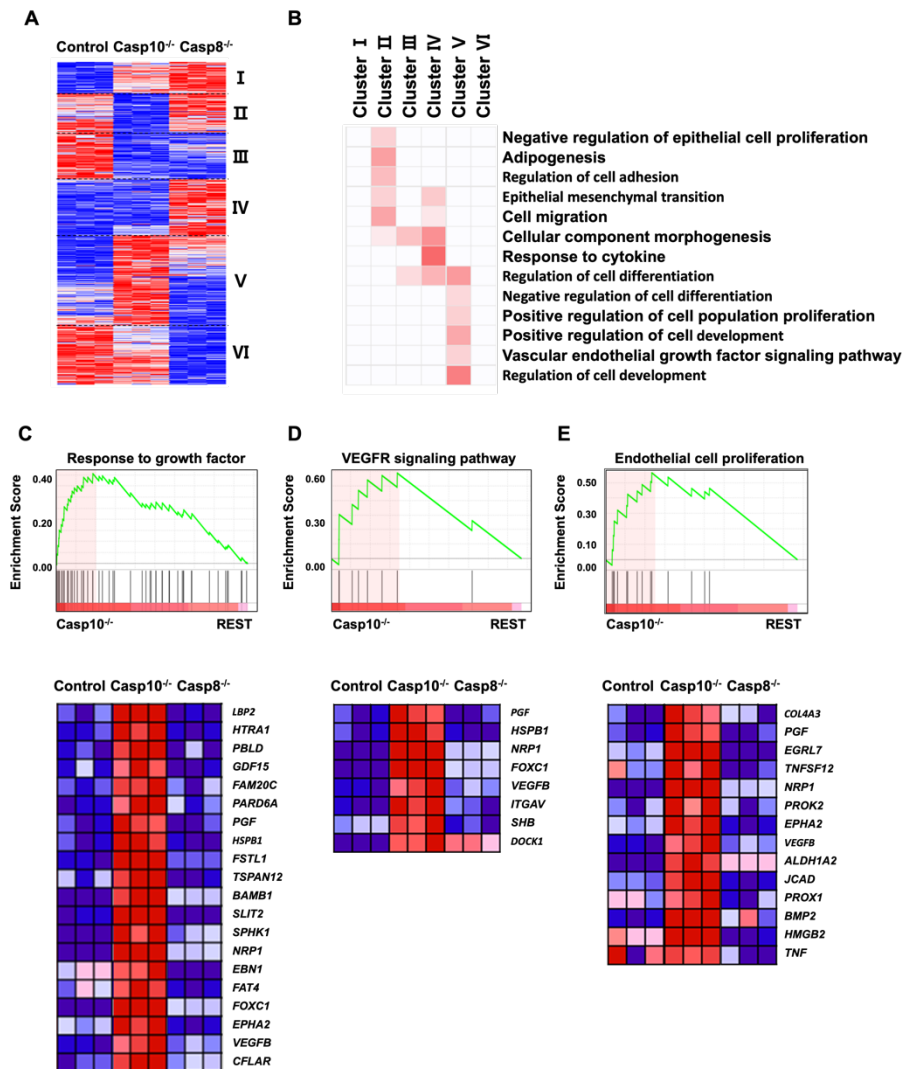 A
B
Control Casp10-/- Casp8-/-
I
II
III
IV
V
VI
Cluster I
Cluster II
Cluster III
Cluster IV
Cluster V
Cluster VI
Negative regulation of epithelial cell proliferation
Adipogenesis
Regulation of cell adhesion
Epithelial mesenchymal transition
Cell migration
Cellular component morphogenesis
Response to cytokine
Regulation of cell differentiation
Negative regulation of cell differentiation
Positive regulation of cell population proliferation
Positive regulation of cell development
Vascular endothelial growth factor signaling pathway
Regulation of cell development
C
Response to growth factor
Enrichment Score
0.40
0.20
0.00
Casp10-/- REST
Control Casp10-/- Casp8-/-
LBP2
HTRA1
PBLD
GDF15
FAM20C
PARD6A
PGF
HSPB1
FSTL1
TSPAN12
BAMB1
SLIT2
SPHK1
NRP1
EBN1
FAT4
FOXC1
EPHA2
VEGFB
CFLAR
D
VEGFR signaling pathway
Enrichment Score
0.60
0.30
0.00
Casp10-/- REST
Control Casp10-/- Casp8-/-
PGF
HSPB1
NRP1
FOXC1
VEGFB
ITGAV
SHB
DOCK1
E
Endothelial cell proliferation
Enrichment Score
0.50
0.30
0.00
Casp10-/- REST
Control Casp10-/- Casp8-/-
COL4A3
PGF
EGRL7
TNFSF12
NRP1
PROK2
EPHA2
VEGFB
ALDH1A2
JCAD
PROX1
BMP2
HMGB2
TNF